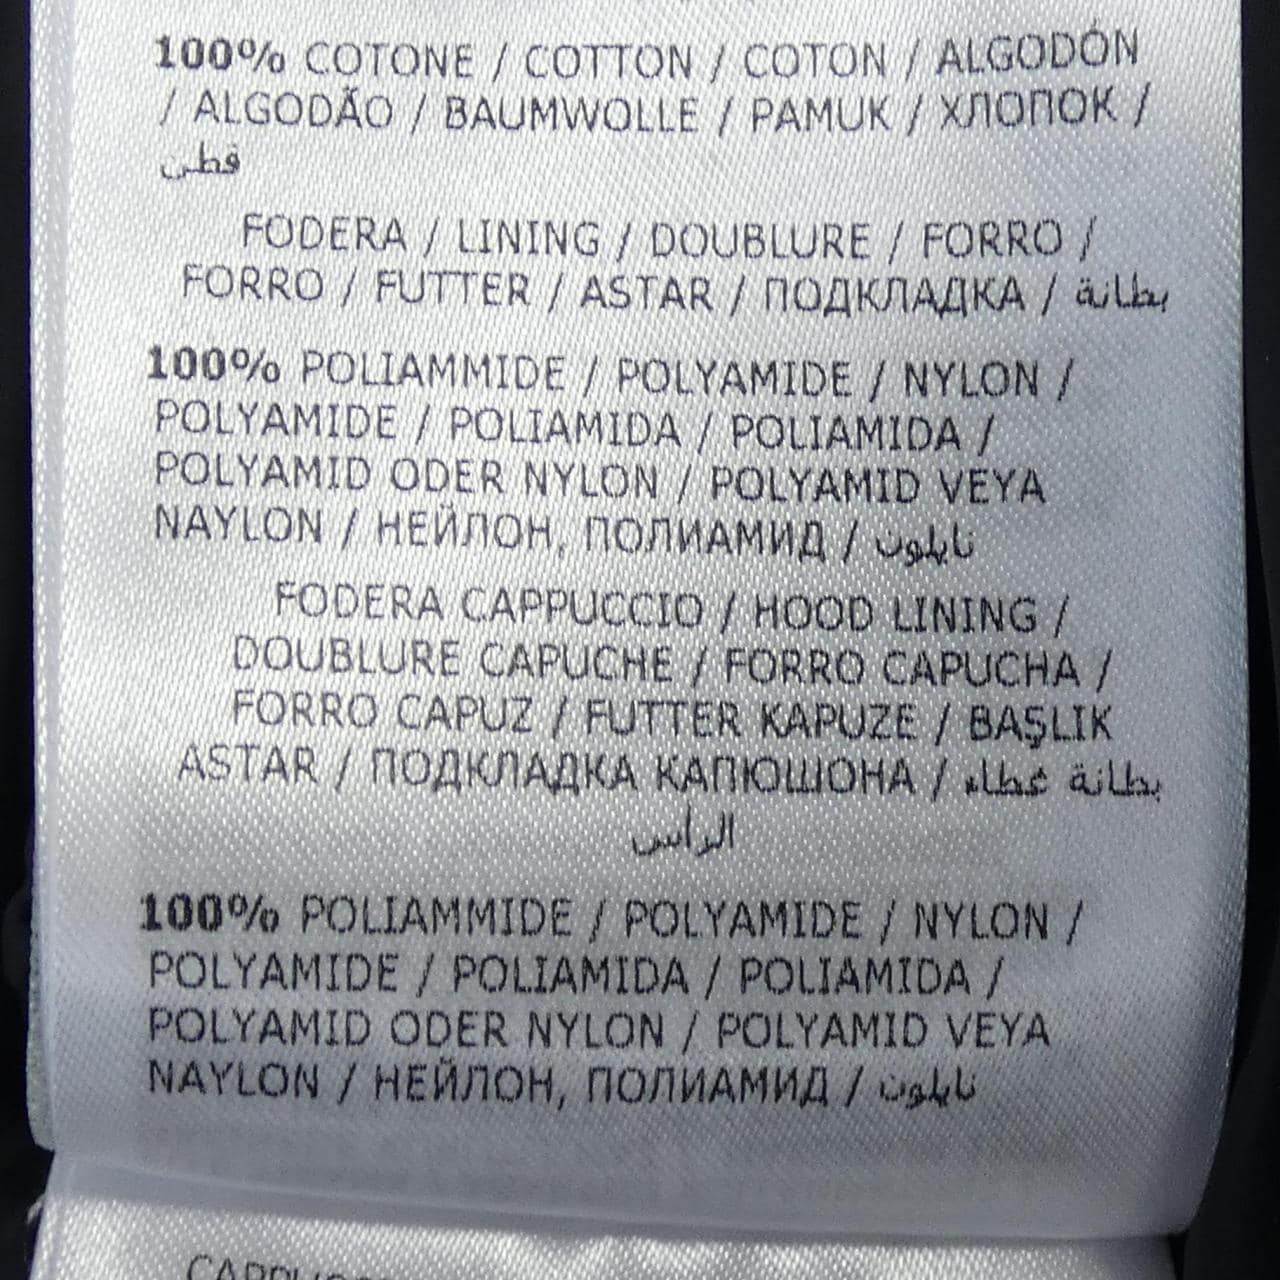 100% COTONE / COTTON / COTON / ALGODÓN
/ ALGODÃO / BAUMWOLLE / PAMUK / ХЛОПОК /
قطن
FODERA / LINING / DOUBLURE / FORRO /
FORRO / FUTTER / ASTAR / ПОДКЛАДКА / بطانة
100% POLIAMMIDE / POLYAMIDE / NYLON /
POLYAMIDE / POLIAMIDA / POLIAMIDA /
POLYAMID ODER NYLON / POLYAMID VEYA
NAYLON / НЕЙЛОН, ПОЛИАМИД / نايلون
FODERA CAPPUCCIO / HOOD LINING /
DOUBLURE CAPUCHE / FORRO CAPUCHA /
FORRO CAPUZ / FUTTER KAPUZE / BAŞLIK
ASTAR / ПОДКЛАДКА КАПЮШОНА / بطانة غطاء
الرأس
100% POLIAMMIDE / POLYAMIDE / NYLON /
POLYAMIDE / POLIAMIDA / POLIAMIDA /
POLYAMID ODER NYLON / POLYAMID VEYA
NAYLON / НЕЙЛОН, ПОЛИАМИД / نايلون